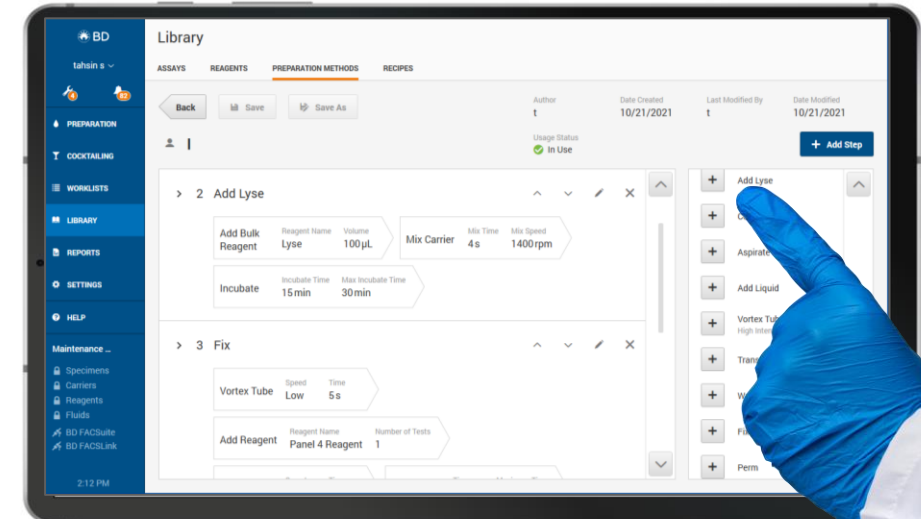 BD
Library
tahsin s
ASSAYS REAGENTS PREPARATION METHODS RECIPES
4 82
Back Save Save As
Author Date Created Last Modified By Date Modified
t 10/21/2021 t 10/21/2021
Usage Status
In Use
+ Add Step
PREPARATION
COCKTAILING
WORKLISTS
LIBRARY
REPORTS
SETTINGS
HELP
Maintenance ...
Specimens
Carriers
Reagents
Fluids
BD FACSuite
BD FACSLink
2:12 PM
2 Add Lyse
Add Bulk Reagent Reagent Name Volume
Lyse 100 µL
Mix Carrier Mix Time Mix Speed
4 s 1400 rpm
Incubate Incubate Time Max Incubate Time
15 min 30 min
3 Fix
Vortex Tube Speed Time
Low 5 s
Add Reagent Reagent Name Number of Tests
Panel 4 Reagent 1
+ Add Lyse
+
+ Aspirate
+ Add Liquid
+ Vortex
+
+
+
+ Perm